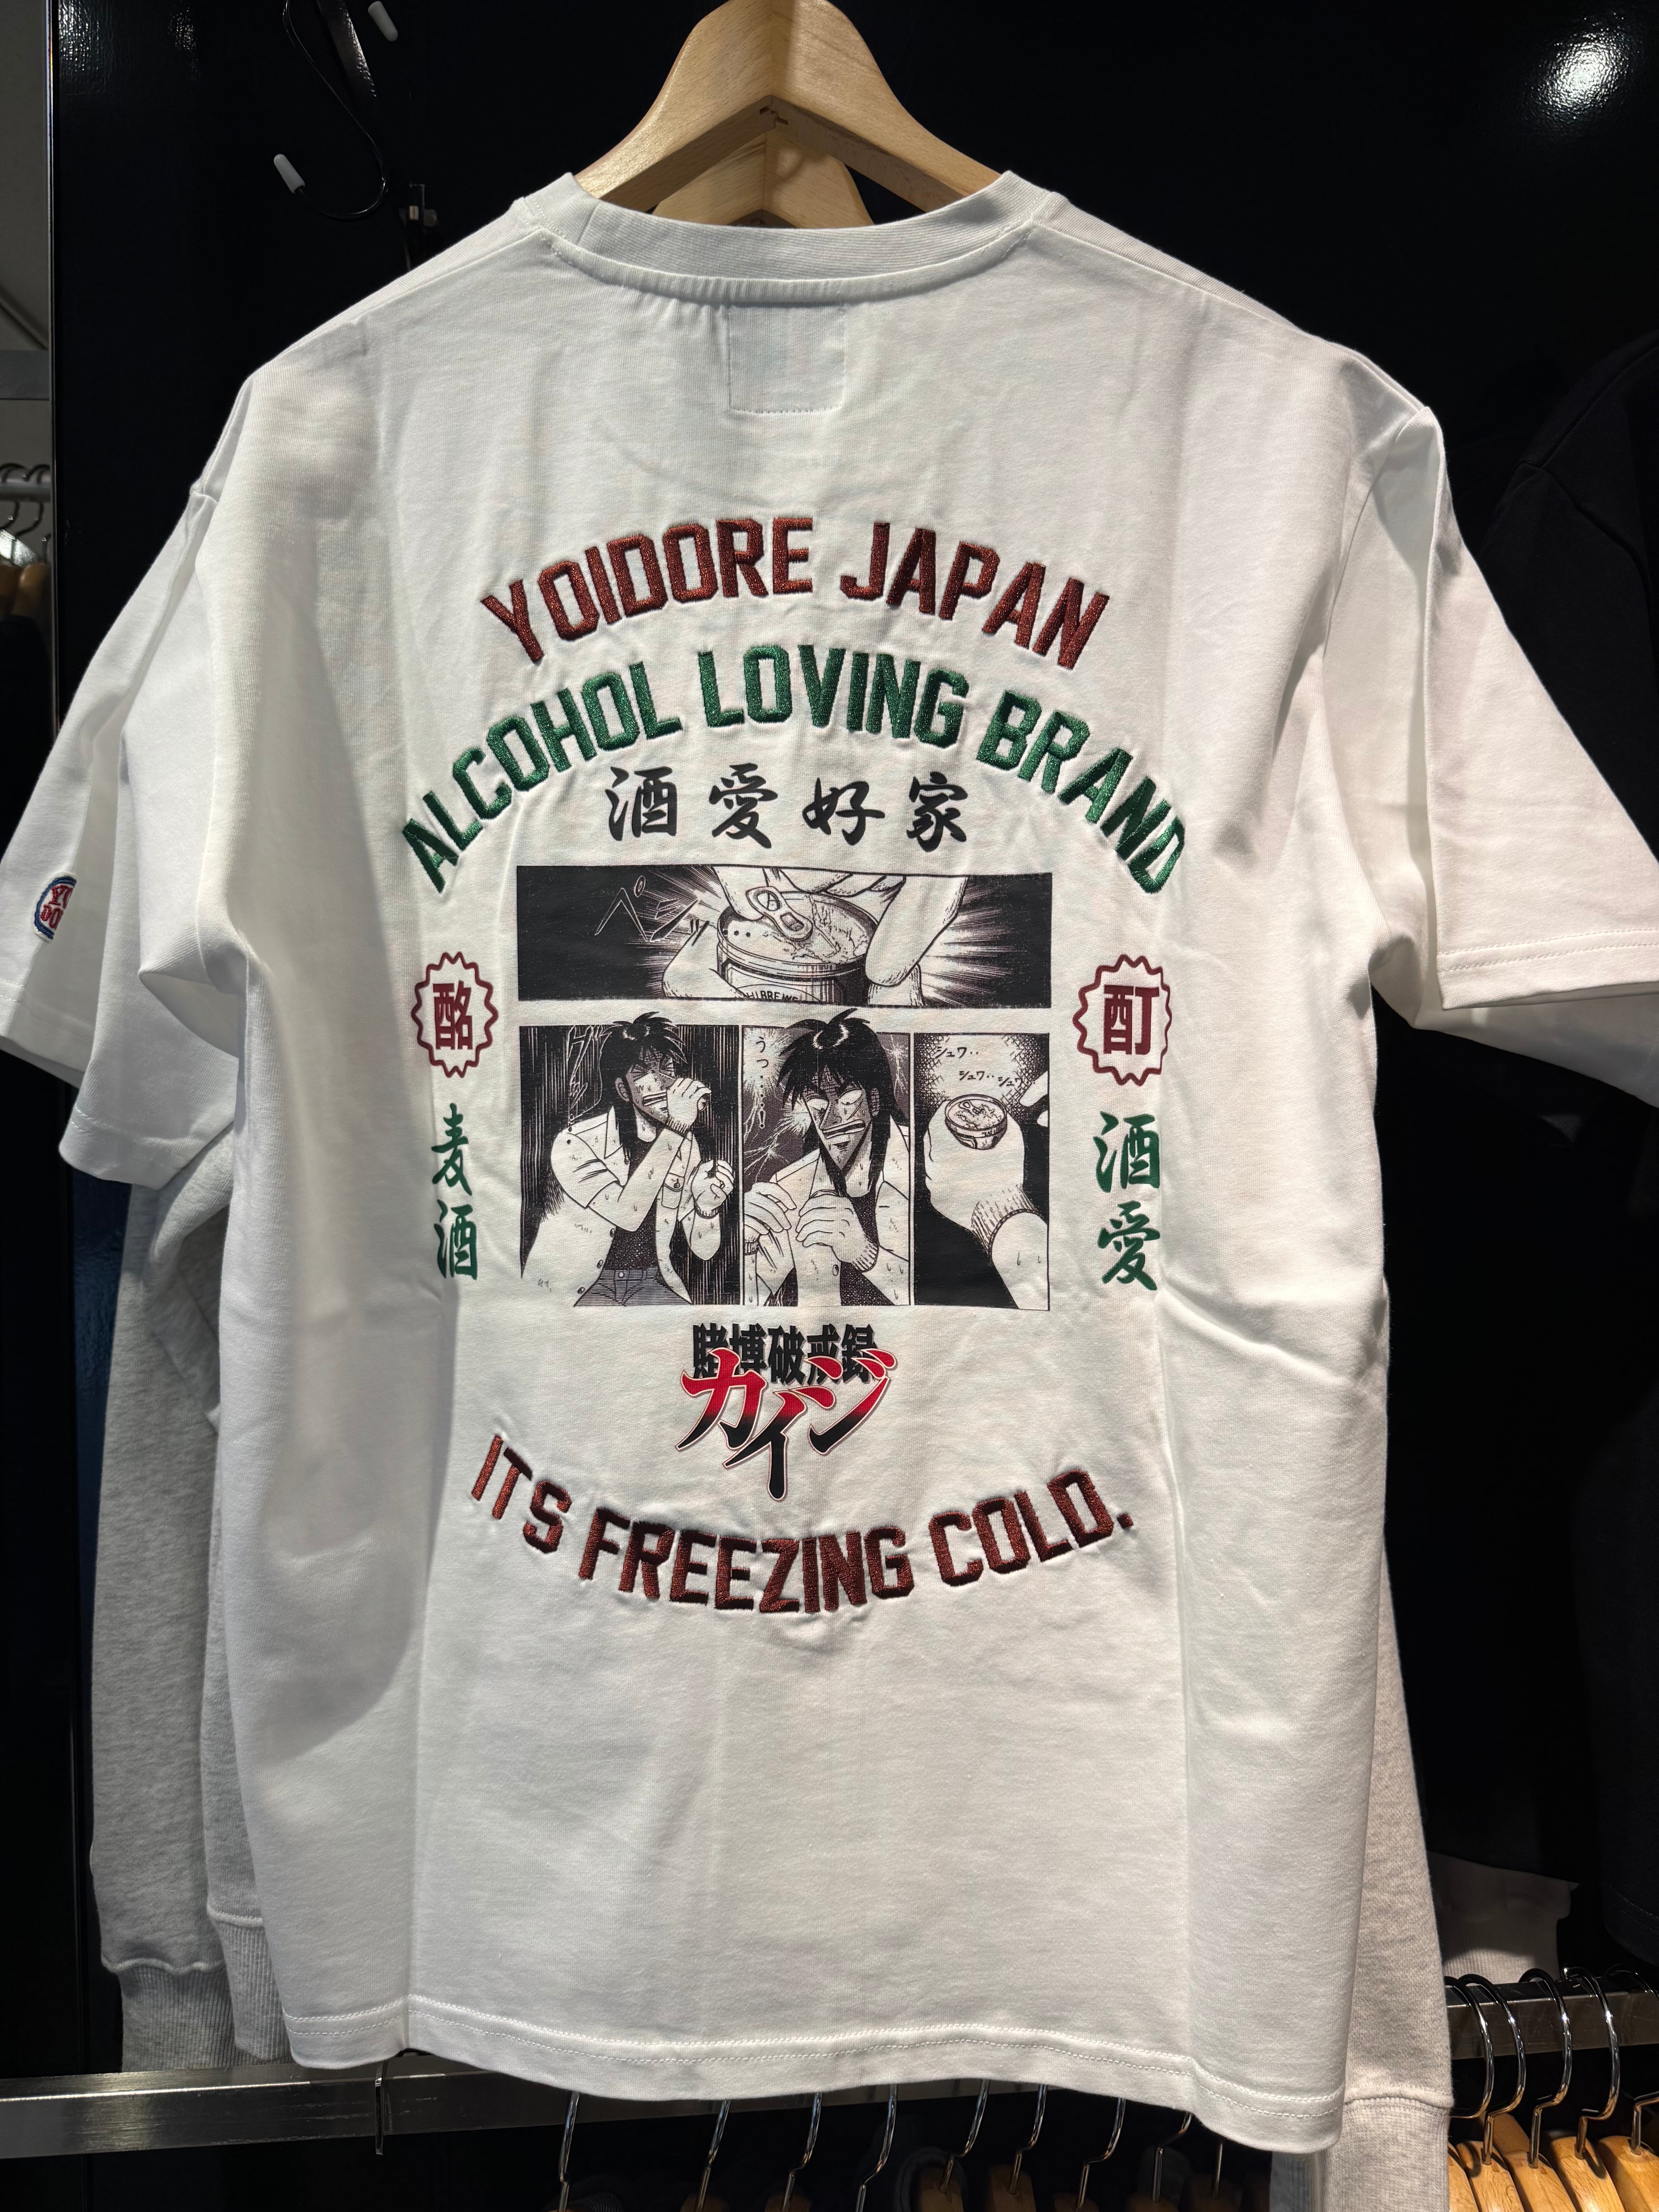 YOIDORE JAPAN
ALCOHOL LOVING BRAND
酒愛好家
酩
酊
麦酒
酒愛
うっ‥
シュワ‥
シュワ‥シュワ
賭博破戒録
カイジ
ITS FREEZING COLD.